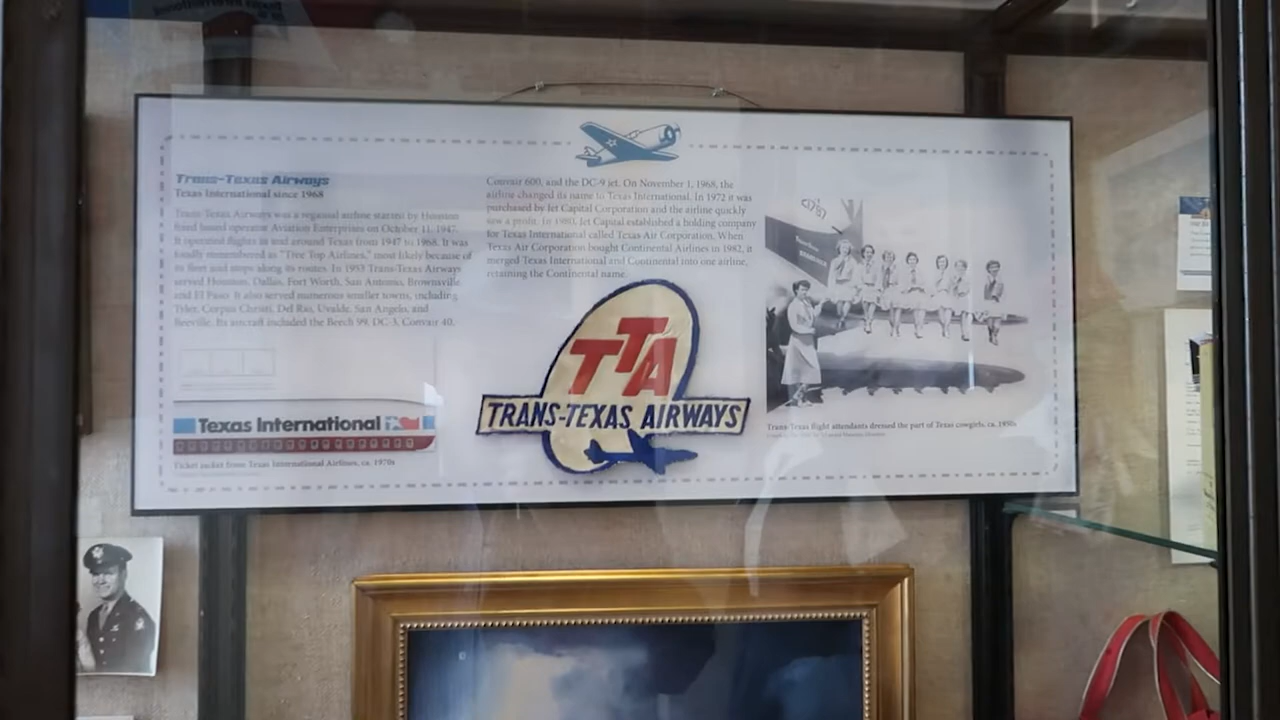 Trans-Texas Airways
Texas International since 1968
Trans-Texas Airways was a regional airline started by Houston
fixed based operator Aviation Enterprises on October 11, 1947.
It operated flights in and around Texas from 1947 to 1968. It was
fondly remembered as "Tree Top Airlines," most likely because of
its fleet and stops along its routes. In 1953 Trans-Texas Airways
served Houston, Dallas, Fort Worth, San Antonio, Brownsville
and El Paso. It also served numerous smaller towns, including
Tyler, Corpus Christi, Del Rio, Uvalde, San Angelo, and
Beeville. Its aircraft included the Beech 99, DC-3, Convair 40,
Texas International
Ticket jacket from Texas International Airlines, ca. 1970s
Convair 600, and the DC-9 jet. On November 1, 1968, the
airline changed its name to Texas International. In 1972 it was
purchased by Jet Capital Corporation and the airline quickly
saw a profit. In 1980, Jet Capital established a holding company
for Texas International called Texas Air Corporation. When
Texas Air Corporation bought Continental Airlines in 1982, it
merged Texas International and Continental into one airline,
retaining the Continental name.
TTA
TRANS-TEXAS AIRWAYS
Trans-Texas flight attendants dressed the part of Texas cowgirls, ca. 1950s